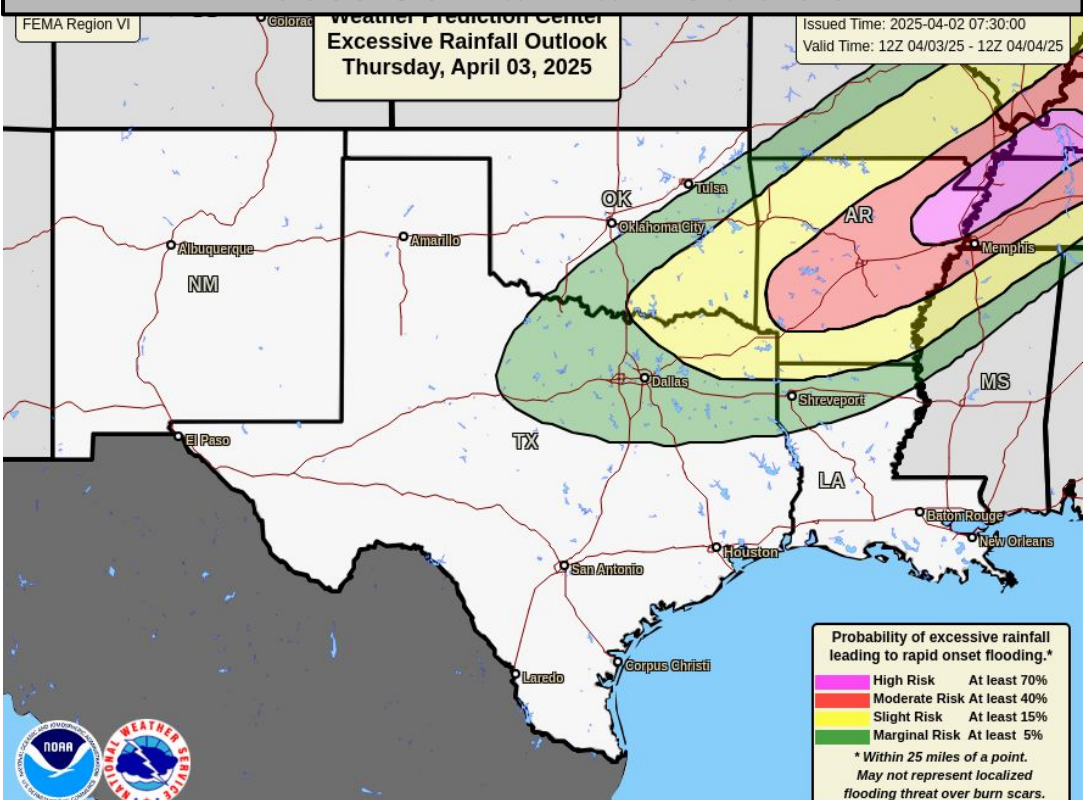 FEMA Region VI
Colorad
Weather Prediction Center
Excessive Rainfall Outlook
Thursday, April 03, 2025
Issued Time: 2025-04-02 07:30:00
Valid Time: 12Z 04/03/25 - 12Z 04/04/25
Tulsa
OK
Oklahoma City
AR
Amarillo
Albuquerque
Memphis
NM
Dallas
MS
Shreveport
El Paso
TX
LA
Baton Rouge
New Orleans
Houston
San Antonio
Corpus Christi
Laredo
Probability of excessive rainfall
leading to rapid onset flooding.*
High Risk At least 70%
Moderate Risk At least 40%
Slight Risk At least 15%
Marginal Risk At least 5%
* Within 25 miles of a point.
May not represent localized
flooding threat over burn scars.
NOAA
NATIONAL WEATHER SERVICE